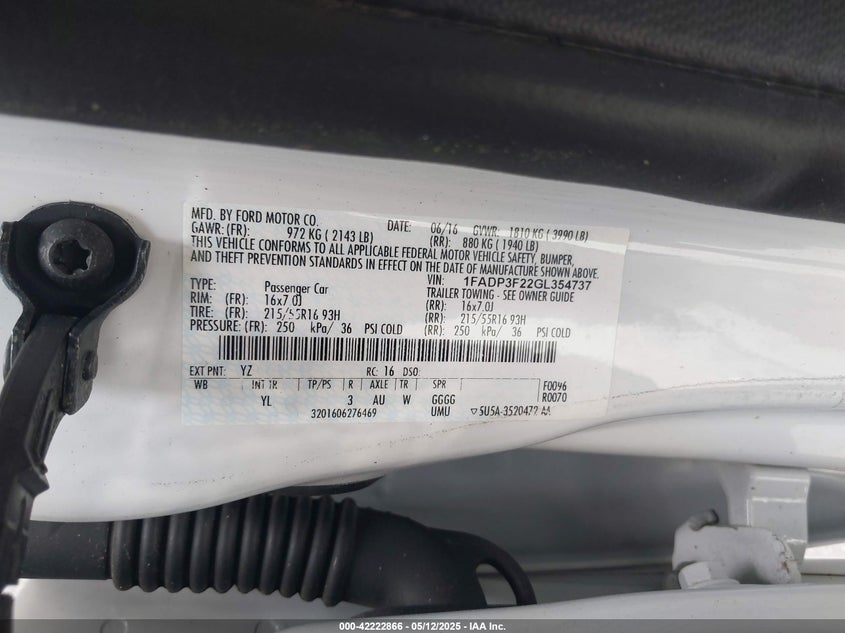 MFD. BY FORD MOTOR CO. DATE: 06/16 GVWR: 1810 KG ( 3990 LB)
GAWR: (FR): 972 KG ( 2143 LB) (RR): 880 KG ( 1940 LB)
THIS VEHICLE CONFORMS TO ALL APPLICABLE FEDERAL MOTOR VEHICLE SAFETY, BUMPER,
AND THEFT PREVENTION STANDARDS IN EFFECT ON THE DATE OF MANUFACTURE SHOWN ABOVE.
VIN: 1FADP3F22GL354737
TYPE: Passenger Car TRAILER TOWING - SEE OWNER GUIDE
RIM: (FR): 16x7.0J (RR): 16x7.0J
TIRE: (FR): 215/55R16 93H (RR): 215/55R16 93H
PRESSURE: (FR): 250 kPa/ 36 PSI COLD (RR): 250 kPa/ 36 PSI COLD
EXT PNT: YZ RC: 16 DSO:
WB INT TR TP/PS R AXLE TR SPR F0096
YL 3 AU W GGGG R0070
3201606276469 UMU ▽5U5A-3520472 AA
000-42222866 - 05/12/2025 - IAA Inc.